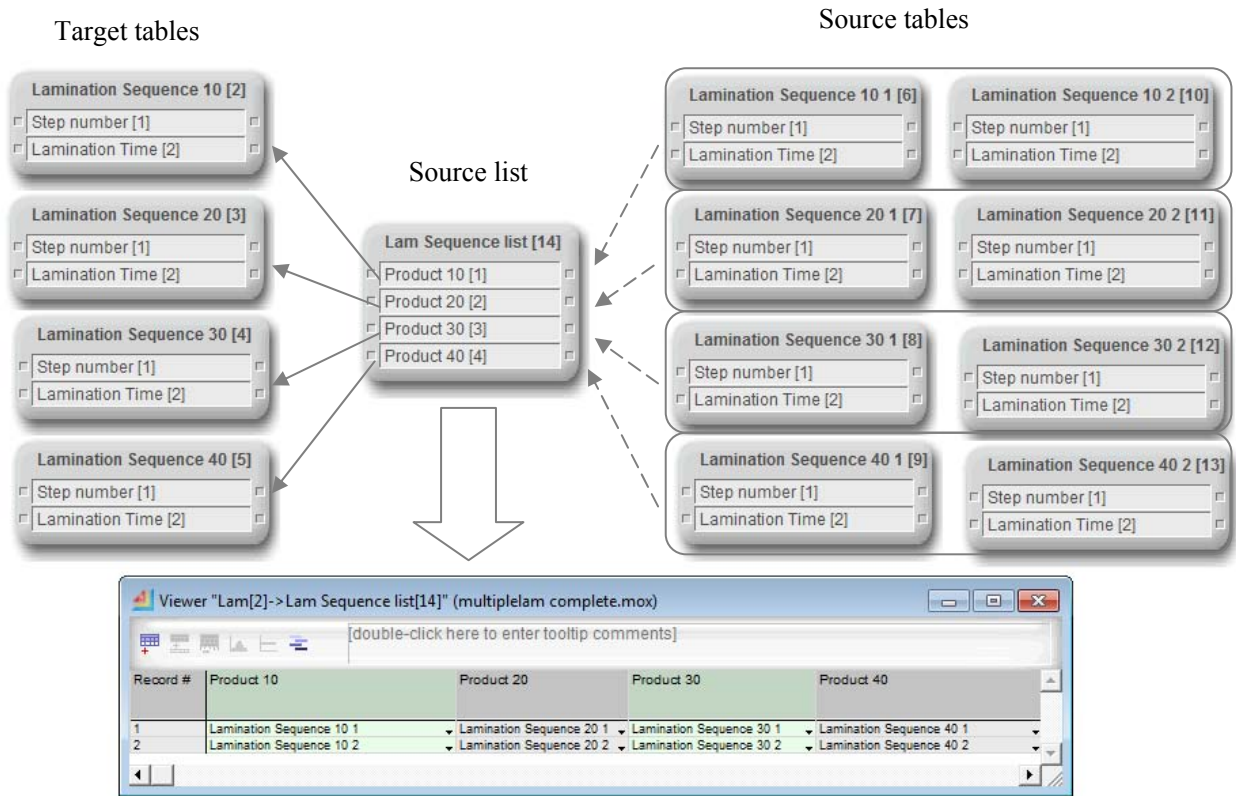 Target tables
Source tables
Lamination Sequence 10 [2]
Step number [1]
Lamination Time [2]
Lamination Sequence 20 [3]
Step number [1]
Lamination Time [2]
Lamination Sequence 30 [4]
Step number [1]
Lamination Time [2]
Lamination Sequence 40 [5]
Step number [1]
Lamination Time [2]
Source list
Lam Sequence list [14]
Product 10 [1]
Product 20 [2]
Product 30 [3]
Product 40 [4]
Lamination Sequence 10 1 [6]
Step number [1]
Lamination Time [2]
Lamination Sequence 10 2 [10]
Step number [1]
Lamination Time [2]
Lamination Sequence 20 1 [7]
Step number [1]
Lamination Time [2]
Lamination Sequence 20 2 [11]
Step number [1]
Lamination Time [2]
Lamination Sequence 30 1 [8]
Step number [1]
Lamination Time [2]
Lamination Sequence 30 2 [12]
Step number [1]
Lamination Time [2]
Lamination Sequence 40 1 [9]
Step number [1]
Lamination Time [2]
Lamination Sequence 40 2 [13]
Step number [1]
Lamination Time [2]
Viewer "Lam[2]->Lam Sequence list[14]" (multiplelam complete.mox)
[double-click here to enter tooltip comments]
Record # Product 10 Product 20 Product 30 Product 40
1 Lamination Sequence 10 1 Lamination Sequence 20 1 Lamination Sequence 30 1 Lamination Sequence 40 1
2 Lamination Sequence 10 2 Lamination Sequence 20 2 Lamination Sequence 30 2 Lamination Sequence 40 2